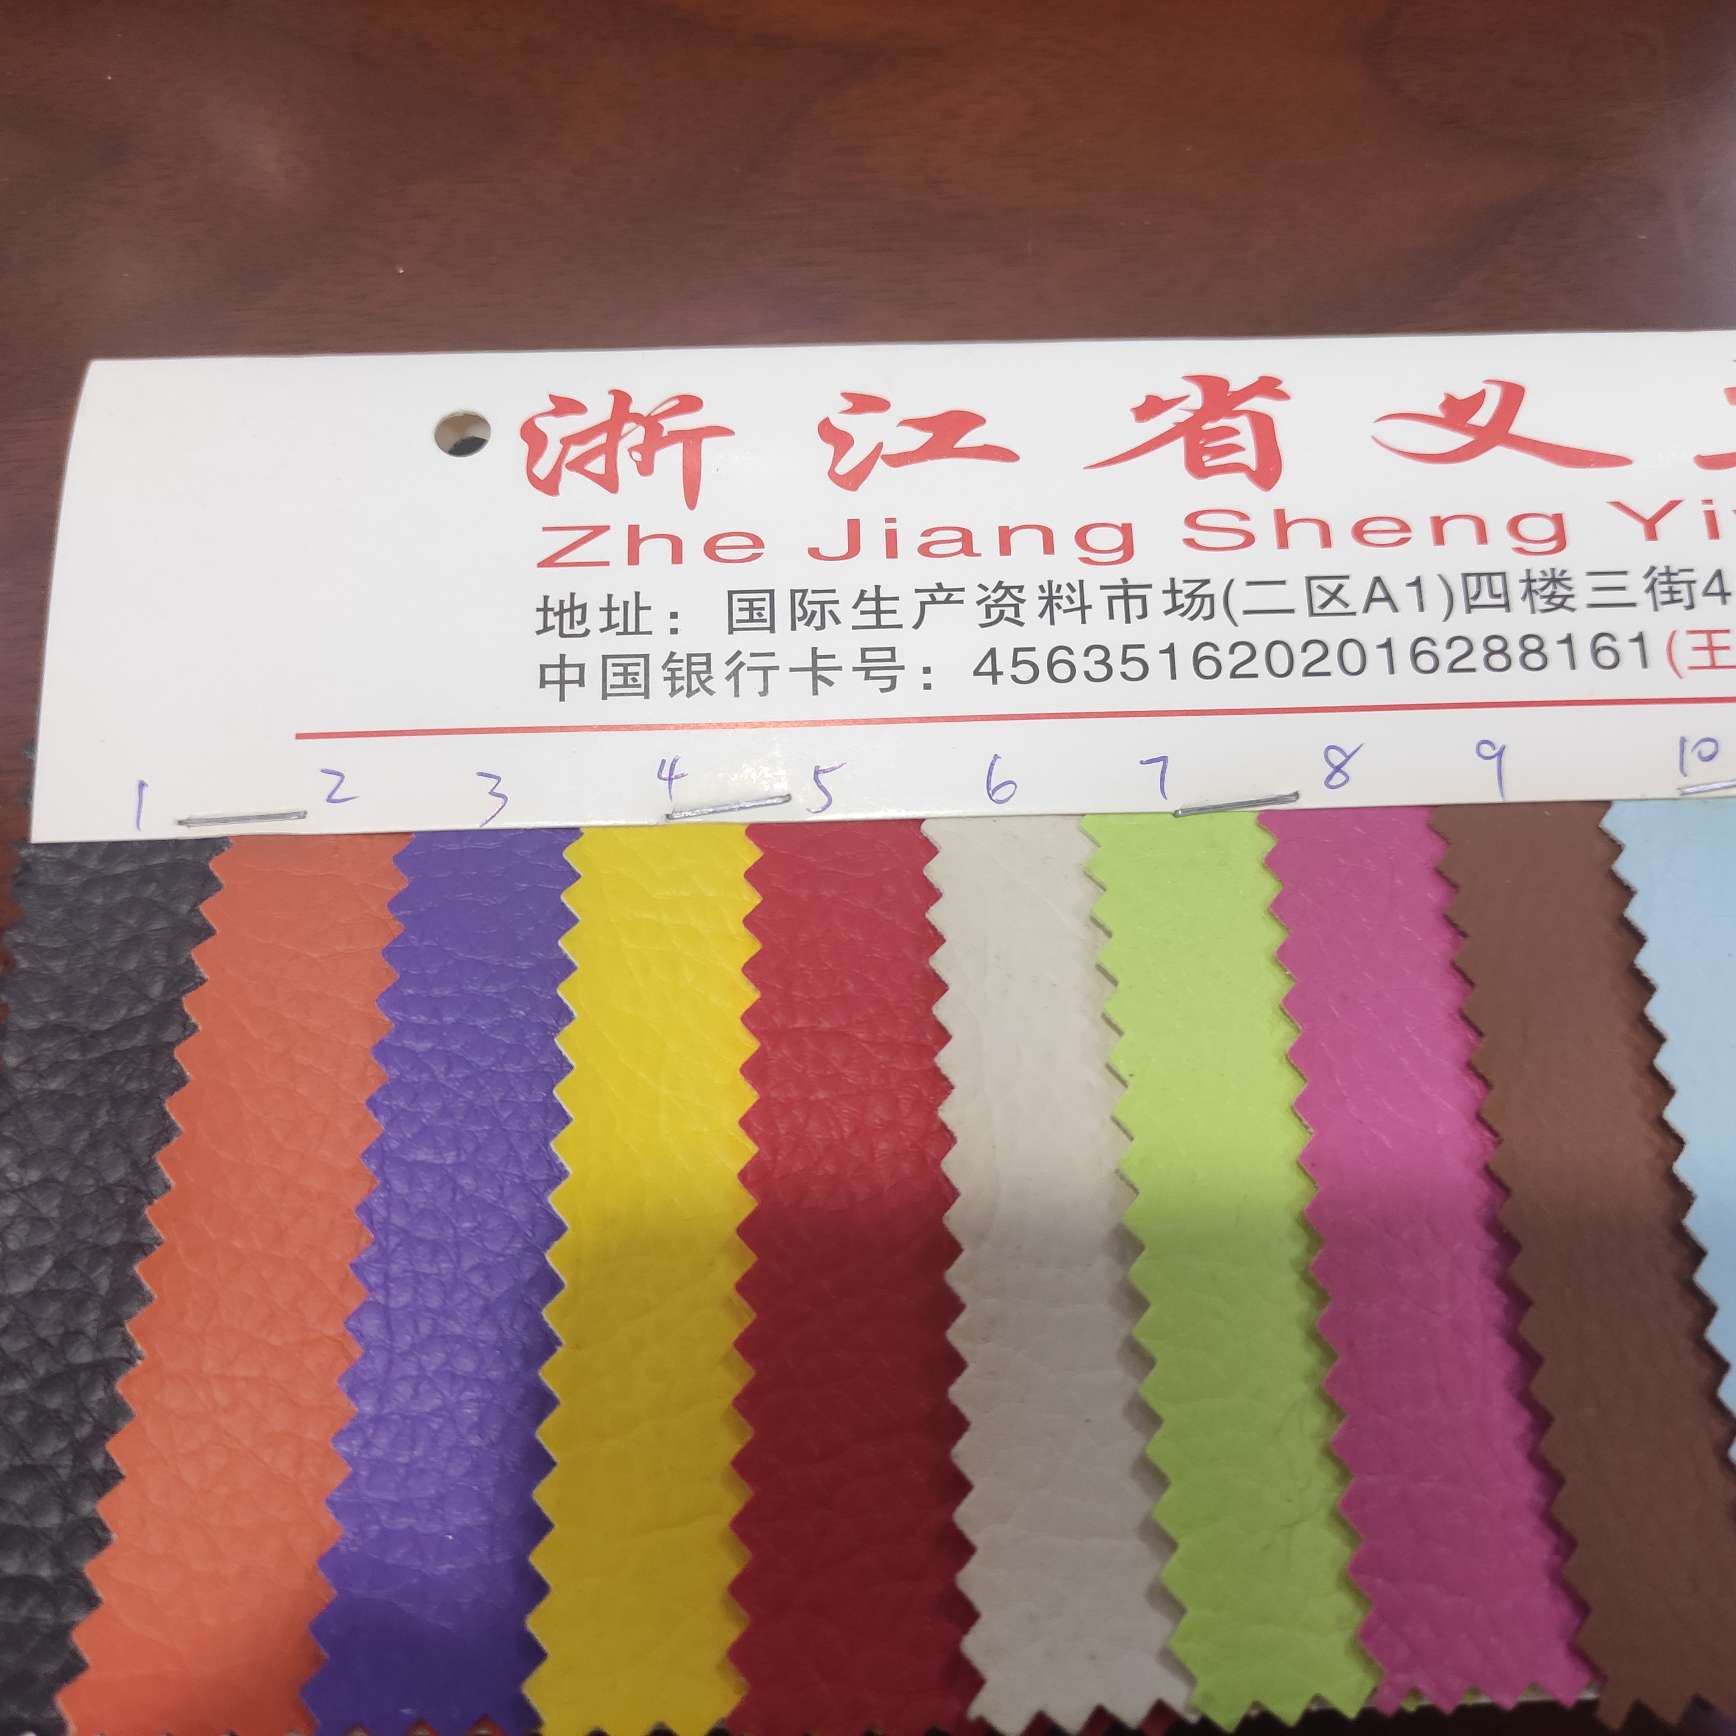 浙江省义
Zhe Jiang Sheng Yi
地址：国际生产资料市场(二区A1)四楼三街4
中国银行卡号：4563516202016288161(王
1 2 3 4 5 6 7 8 9 10